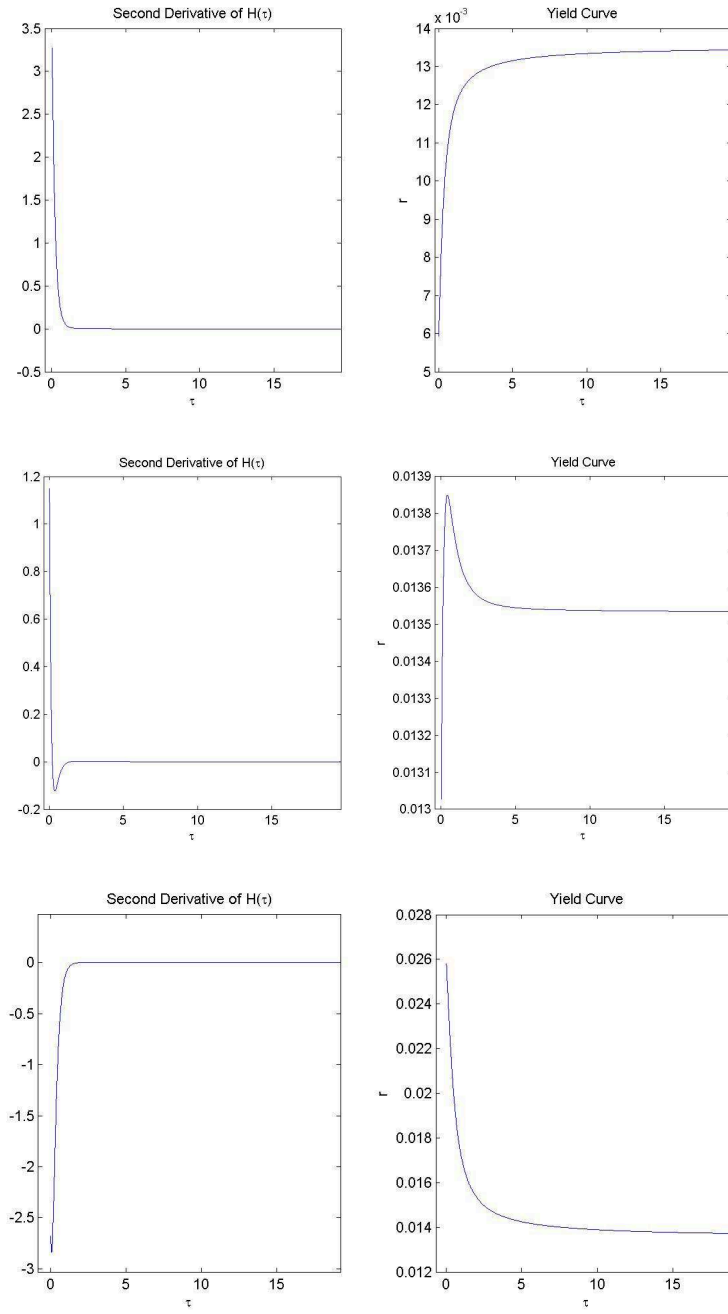 Second Derivative of H(τ)
3.5
3
2.5
2
1.5
1
0.5
0
-0.5
0 5 10 15
τ
Yield Curve
x 10⁻³
14
13
12
11
10
9
8
7
6
5
r
0 5 10 15
τ
Second Derivative of H(τ)
1.2
1
0.8
0.6
0.4
0.2
0
-0.2
0 5 10 15
τ
Yield Curve
0.0139
0.0138
0.0137
0.0136
0.0135
0.0134
0.0133
0.0132
0.0131
0.013
r
0 5 10 15
τ
Second Derivative of H(τ)
0
-0.5
-1
-1.5
-2
-2.5
-3
0 5 10 15
τ
Yield Curve
0.028
0.026
0.024
0.022
0.02
0.018
0.016
0.014
0.012
r
0 5 10 15
τ